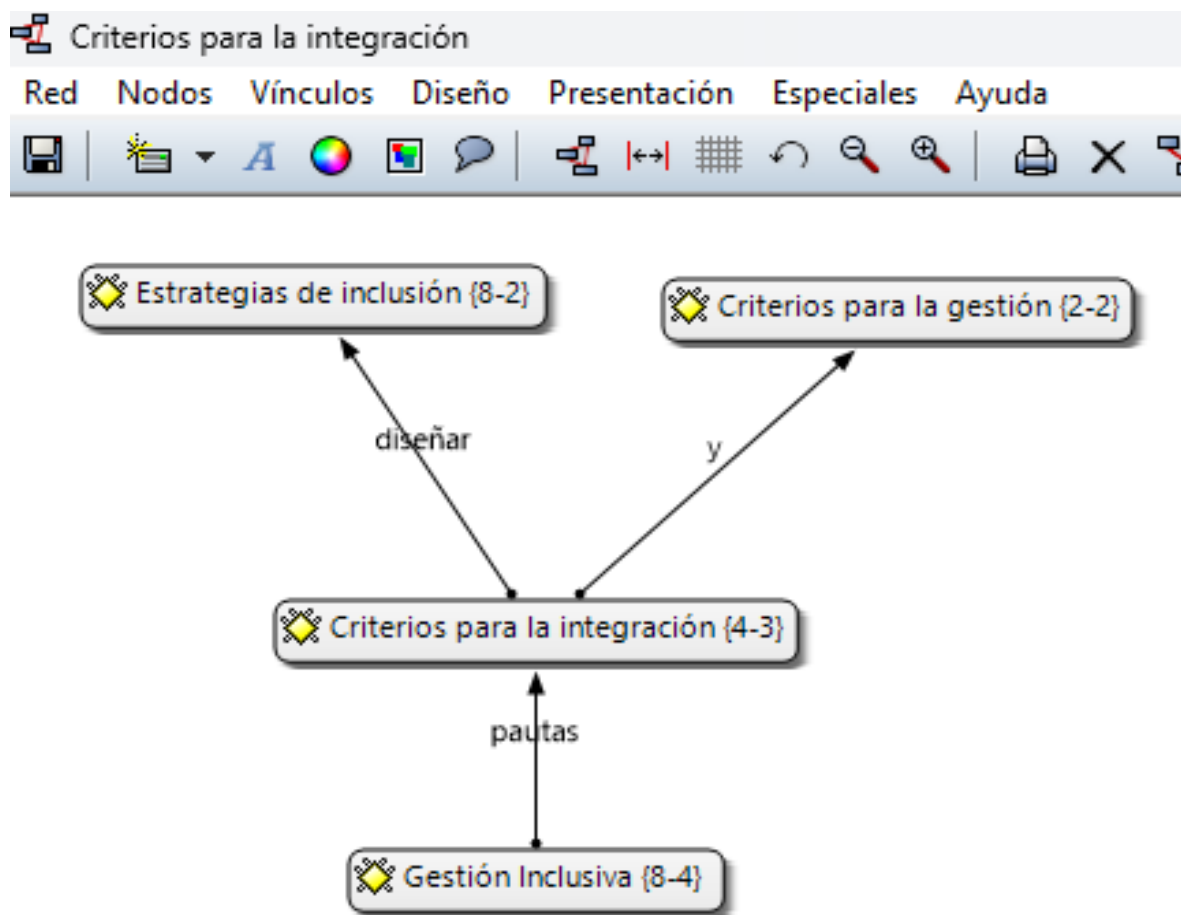 Criterios para la integración
Red Nodos Vínculos Diseño Presentación Especiales Ayuda
A
Estrategias de inclusión {8-2}
Criterios para la gestión {2-2}
diseñar
y
Criterios para la integración {4-3}
pautas
Gestión Inclusiva {8-4}